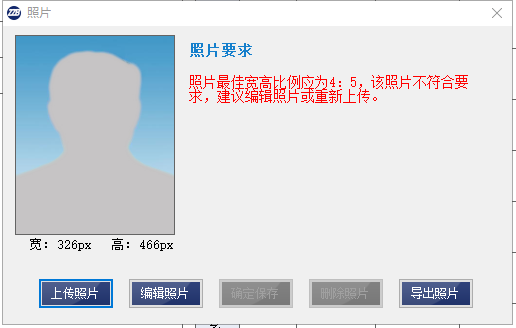 照片
照片要求
照片最佳宽高比例应为4：5，该照片不符合要
求，建议编辑照片或重新上传。
宽：326px 高：466px
上传照片 编辑照片 确定保存 删除照片 导出照片